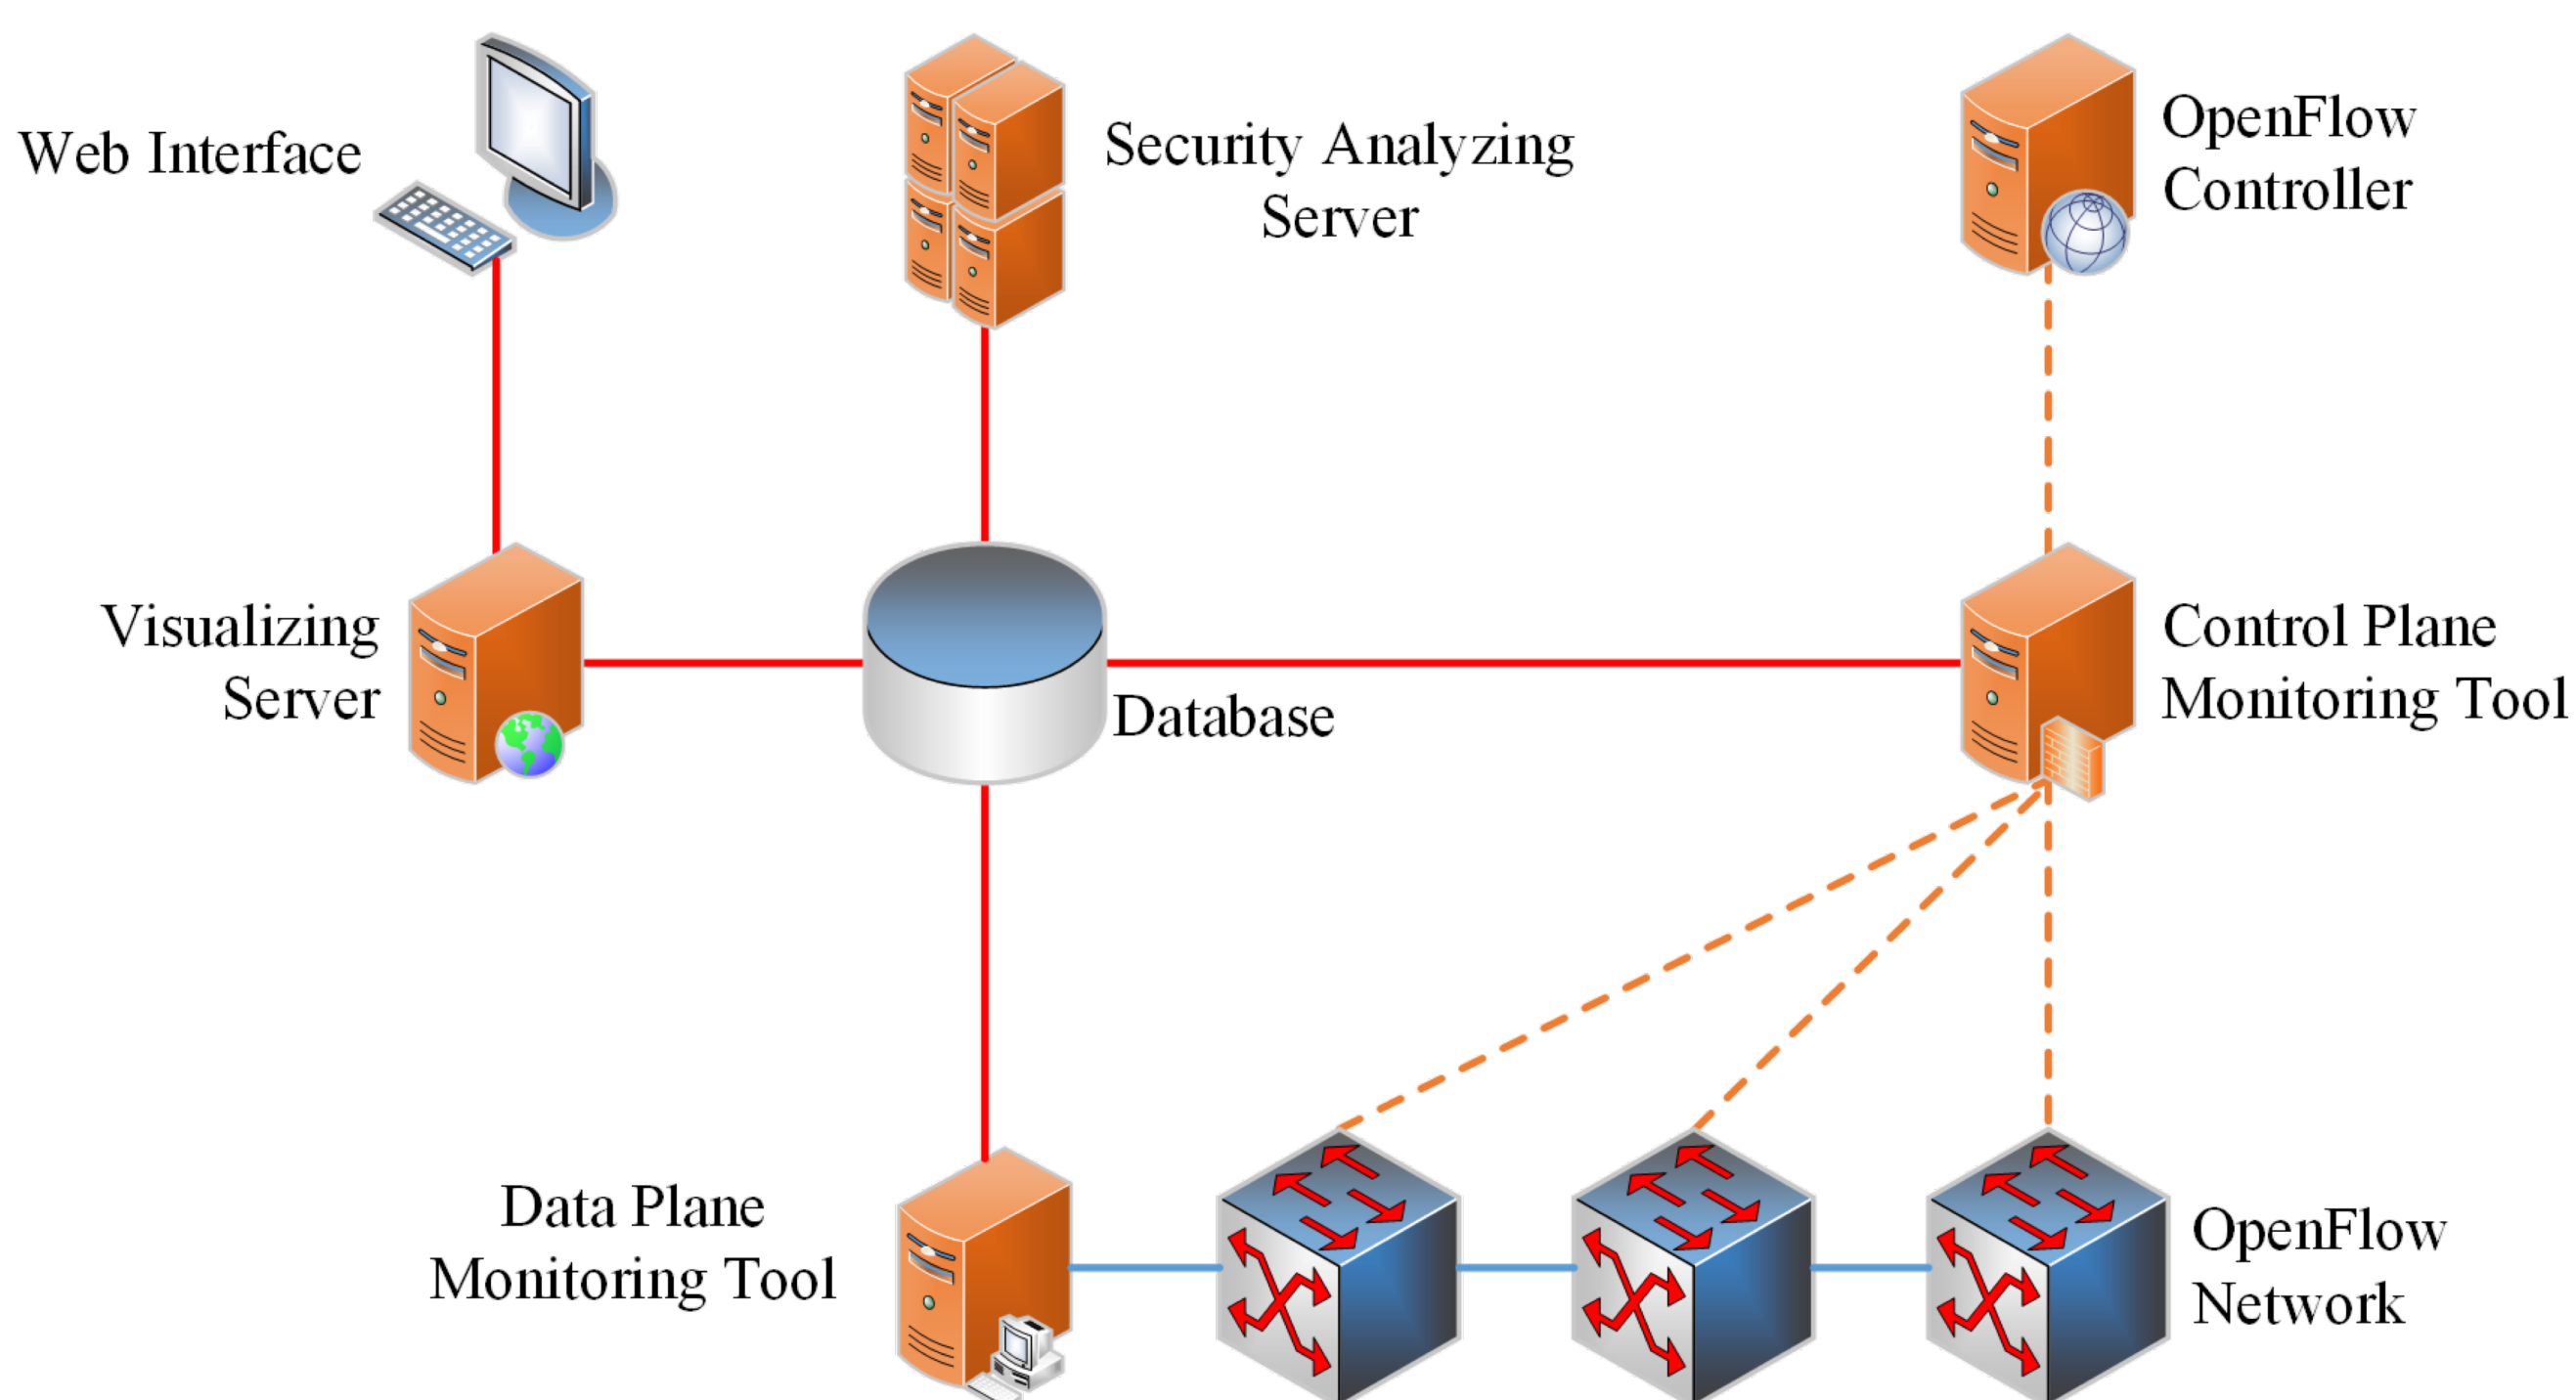 Web Interface
Security Analyzing
Server
OpenFlow
Controller
Visualizing
Server
Database
Control Plane
Monitoring Tool
Data Plane
Monitoring Tool
OpenFlow
Network